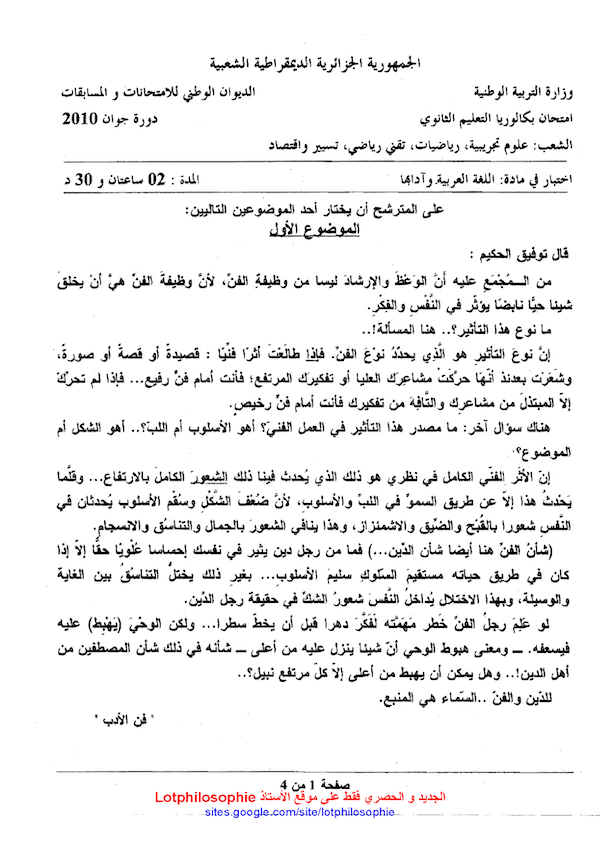 الجمهورية الجزائرية الديمقراطية الشعبية
وزارة التربية الوطنية الديوان الوطني للامتحانات و المسابقات
امتحان بكالوريا التعليم الثانوي دورة جوان 2010
الشعب: علوم تجريبية، رياضيات، تقني رياضي، تسيير واقتصاد
اختبار في مادة: اللغة العربية وآدابها المدة : 02 ساعتان و 30 د
على المترشح أن يختار أحد الموضوعين التاليين:
الموضوع الأول
قال توفيق الحكيم :
من الـمُجْمَعِ عليه أنَّ الوَعْظَ والإرشادَ ليسا من وظيفةِ الفنِّ، لأنَّ وظيفةَ الفنّ هيَّ أنْ يخلقَ
شيئا حيًّا نابضًا يؤثّر في النَّفْسِ والفِكْرِ.
ما نوع هذا التأثير؟.. هنا المسألة!..
إنَّ نوعَ التأثيرِ هو الَّذي يحدِّدُ نوْعَ الفنِّ. فإذا طالَعْتَ أثرًا فنِّيًا : قصيدةً أو قصةً أو صورةً،
وشَعَرْتَ بعدئذ أنّها حرَّكتْ مشاعرَك العليا أو تفكيرَك المرتفعَ؛ فأنت أمام فنٍّ رفيع... فإذا لم تحرِّكْ
إلاّ المبتذلَ من مشاعرِك والتَّافِهَ من تفكيرِك فأنت أمام فنٍّ رخيصٍ.
هناك سؤال آخر: ما مصدر هذا التأثير في العمل الفنيّ؟ أهو الأسلوب أم اللبّ؟.. أهو الشكل أم
الموضوع؟
إنّ الأثرَ الفنّي الكامل في نظري هو ذلك الذي يُحدث فينا ذلك الشعورَ الكاملَ بالارتفاع... وقلَّما
يَحْدثُ هذا إلاّ عن طريق السموِّ في اللبِّ والأسلوبِ، لأنَّ ضُعْفَ الشَّكْلِ وسُقْم الأسلوب يُحدثان في
النَّفسِ شعورا بالقُبْح والضّيق والاشمئزاز، وهذا ينافي الشعورَ بالجمال والتناسُق والانسجام.
(شأنُ الفنّ هنا أيضا شأن الدِّين...) فما من رجل دين يثير في نفسك إحساسا عُلْويًا حقًّا إلاّ إذا
كان في طريق حياته مستقيمَ السّلوكِ سليمَ الأسلوب... بغيرِ ذلك يختلُّ التناسُقُ بين الغاية
والوسيلة، وبهذا الاختلال يُداخلُ النَّفسَ شعورُ الشكِّ في حقيقة رجل الدِّين.
لو عَلِمَ رجلُ الفنِّ خَطَر مَهَمَّته لَفَكَّرَ دهرا قبل أن يخطَّ سطرا... ولكن الوحْيَ (يَهْبِط) عليه
فيسعفه. ــ ومعنى هبوط الوحي أنّ شيئا ينزل عليه من أعلى ــ شأنه في ذلك شأن المصطفين من
أهل الدين!.. وهل يمكن أن يهبط من أعلى إلاّ كلّ مرتفع نبيل؟..
للدِّين والفنّ ..السّماء هي المنبع.
" فن الأدب "
صفحة 1 من 4
الجديد و الحصري فقط على موقع الأستاذ Lotphilosophie
sites.google.com/site/lotphilosophie